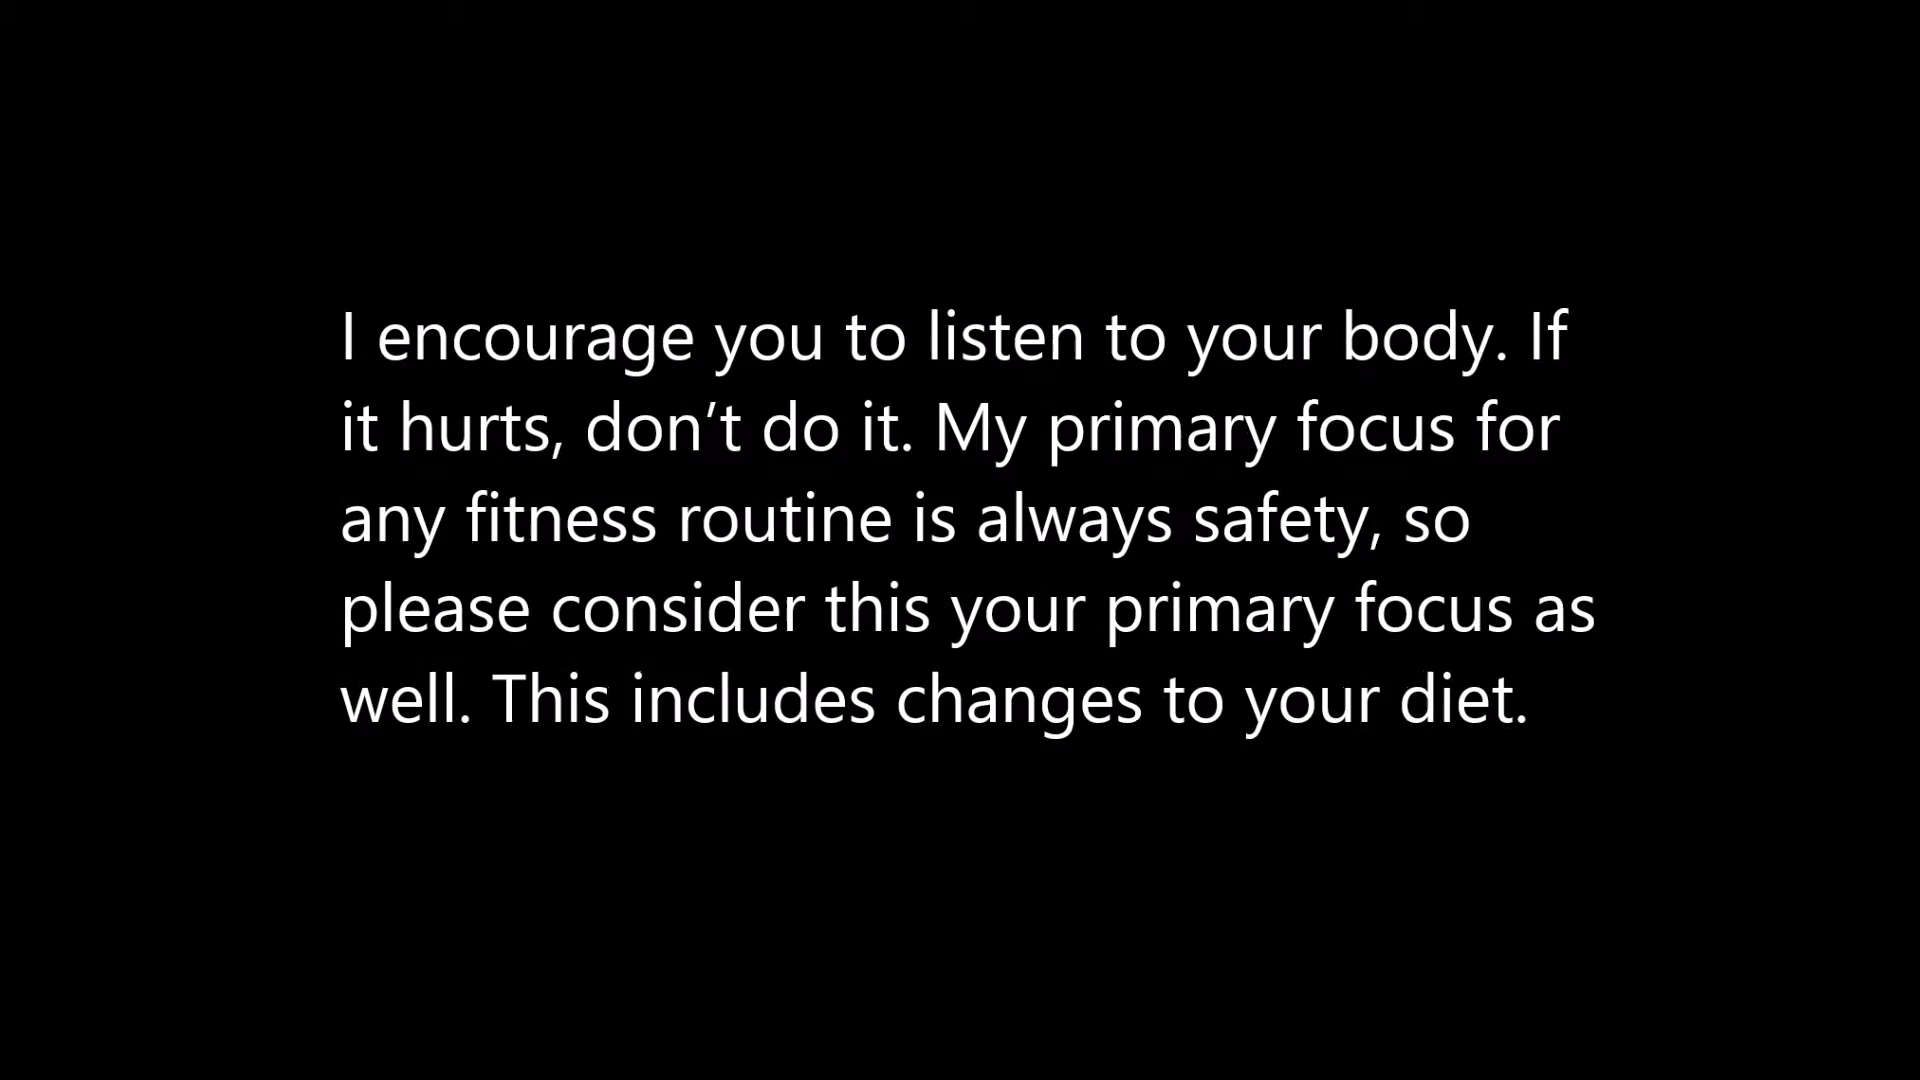 I encourage you to listen to your body. If
it hurts, don’t do it. My primary focus for
any fitness routine is always safety, so
please consider this your primary focus as
well. This includes changes to your diet.